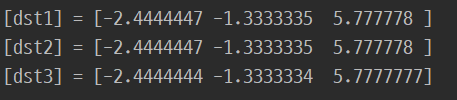 [dst1] = [-2.4444447 -1.3333335  5.777778 ]
[dst2] = [-2.4444447 -1.3333335  5.777778 ]
[dst3] = [-2.4444444 -1.3333334  5.7777777]